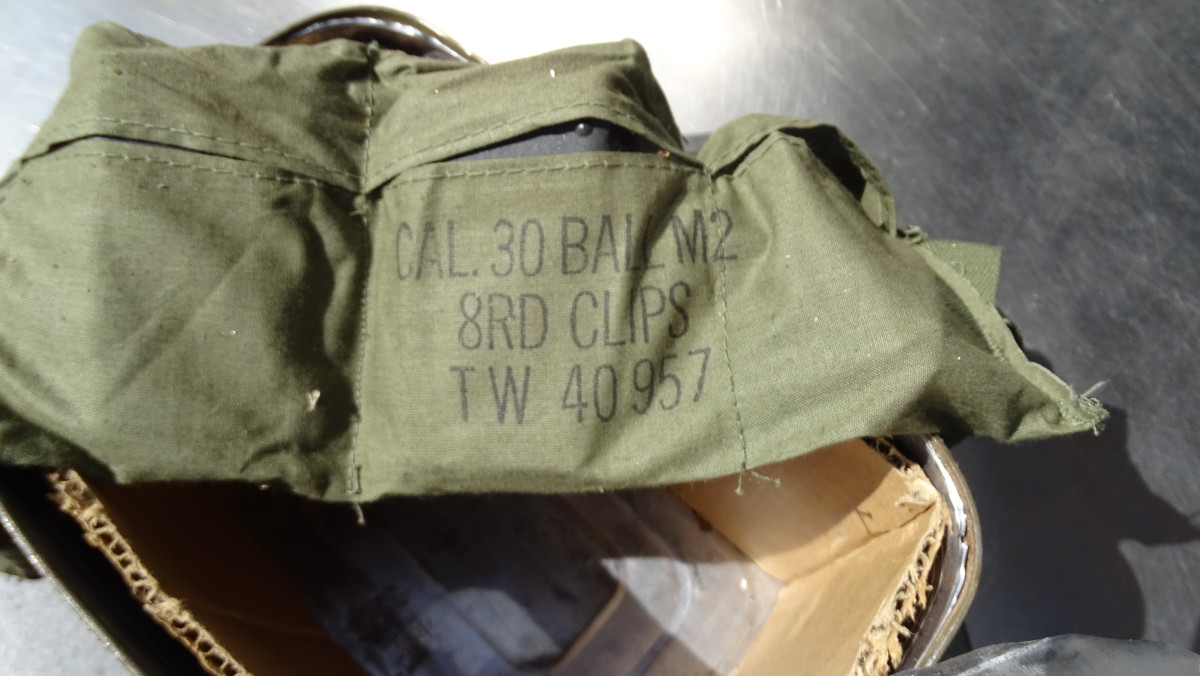 CAL. 30 BALL M2
8RD CLIPS
TW 40957